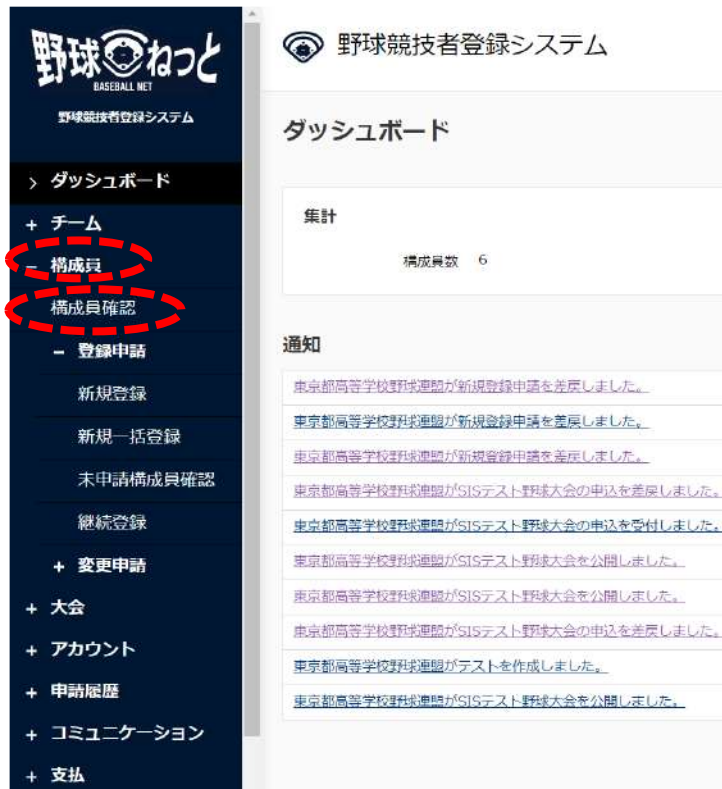 野球ねっと
BASEBALL NET
野球競技者登録システム
> ダッシュボード
+ チーム
− 構成員
構成員確認
− 登録申請
新規登録
新規一括登録
未申請構成員確認
継続登録
+ 変更申請
+ 大会
+ アカウント
+ 申請履歴
+ コミュニケーション
+ 支払
野球競技者登録システム
ダッシュボード
集計
構成員数 6
通知
東京都高等学校野球連盟が新規登録申請を差戻しました。
東京都高等学校野球連盟が新規登録申請を差戻しました。
東京都高等学校野球連盟が新規登録申請を差戻しました。
東京都高等学校野球連盟がSISテスト野球大会の申込を差戻しました。
東京都高等学校野球連盟がSISテスト野球大会の申込を受付しました。
東京都高等学校野球連盟がSISテスト野球大会を公開しました。
東京都高等学校野球連盟がSISテスト野球大会を公開しました。
東京都高等学校野球連盟がSISテスト野球大会の申込を差戻しました。
東京都高等学校野球連盟がテストを作成しました。
東京都高等学校野球連盟がSISテスト野球大会を公開しました。